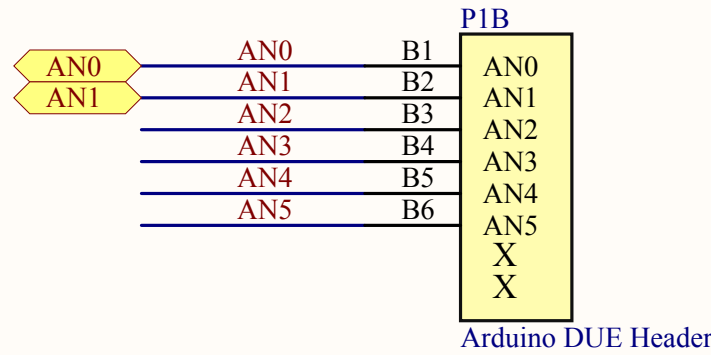 P1B
AN0 AN0 B1 AN0
AN1 AN1 B2 AN1
AN2 B3 AN2
AN3 B4 AN3
AN4 B5 AN4
AN5 B6 AN5
X
X
Arduino DUE Header